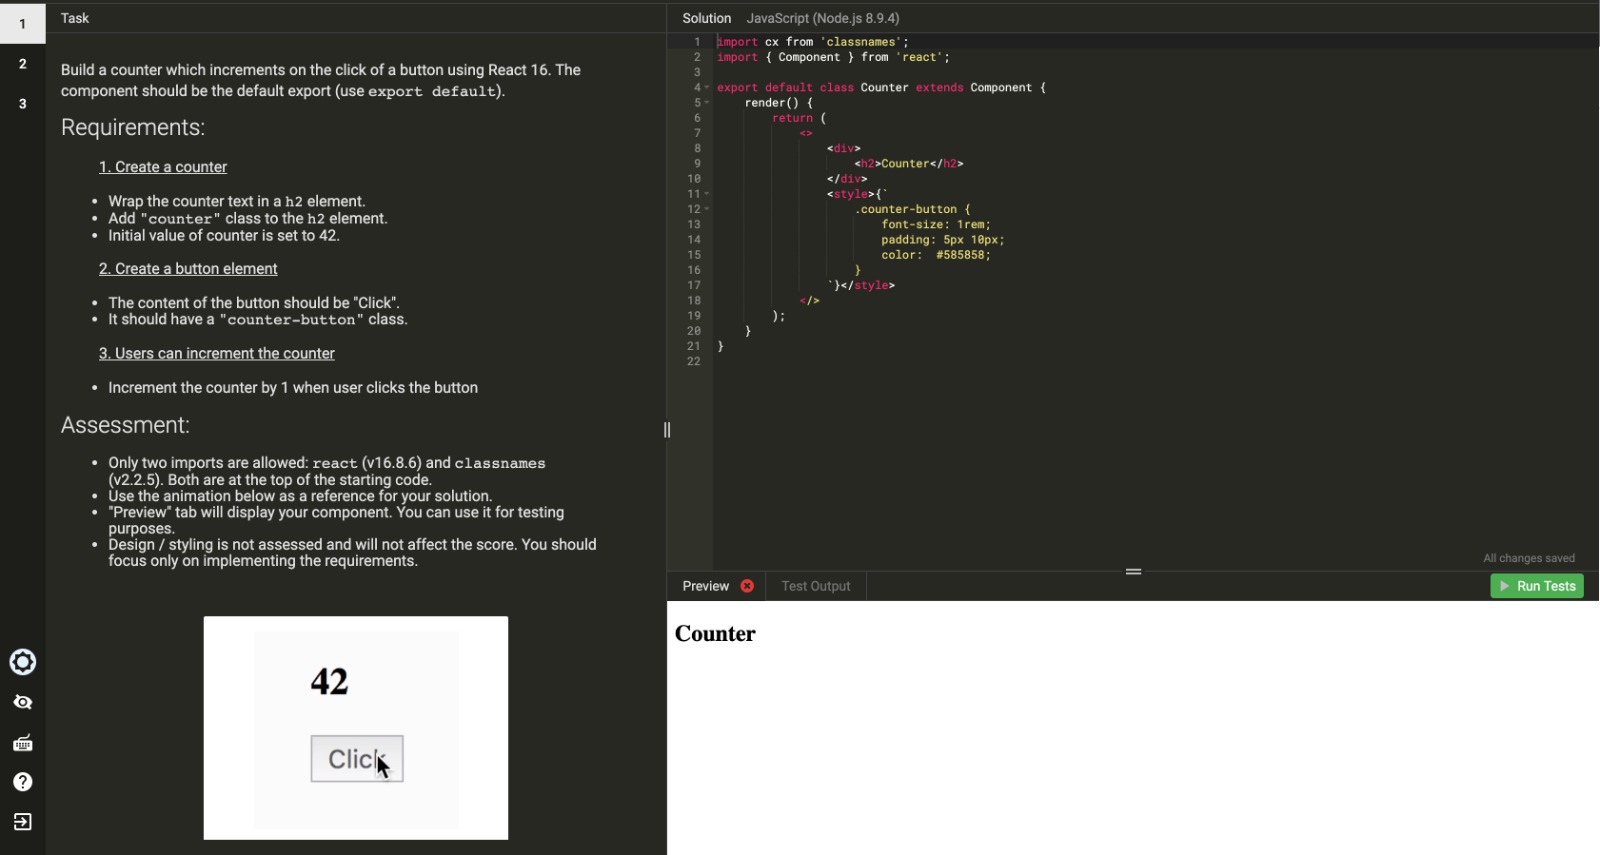 1
2
3
Task
Build a counter which increments on the click of a button using React 16. The
component should be the default export (use export default).
Requirements:
1. Create a counter
• Wrap the counter text in a h2 element.
• Add "counter" class to the h2 element.
• Initial value of counter is set to 42.
2. Create a button element
• The content of the button should be "Click".
• It should have a "counter-button" class.
3. Users can increment the counter
• Increment the counter by 1 when user clicks the button
Assessment:
• Only two imports are allowed: react (v16.8.6) and classnames
(v2.2.5). Both are at the top of the starting code.
• Use the animation below as a reference for your solution.
• "Preview" tab will display your component. You can use it for testing
purposes.
• Design / styling is not assessed and will not affect the score. You should
focus only on implementing the requirements.
42
Click
Solution JavaScript (Node.js 8.9.4)
1 import cx from 'classnames';
2 import { Component } from 'react';
3
4 export default class Counter extends Component {
5 render() {
6 return (
7 <>
8 <div>
9 <h2>Counter</h2>
10 </div>
11 <style>{`
12 .counter-button {
13 font-size: 1rem;
14 padding: 5px 10px;
15 color: #585858;
16 }
17 `}</style>
18 </>
19 );
20 }
21 }
22
All changes saved
Preview Test Output Run Tests
Counter